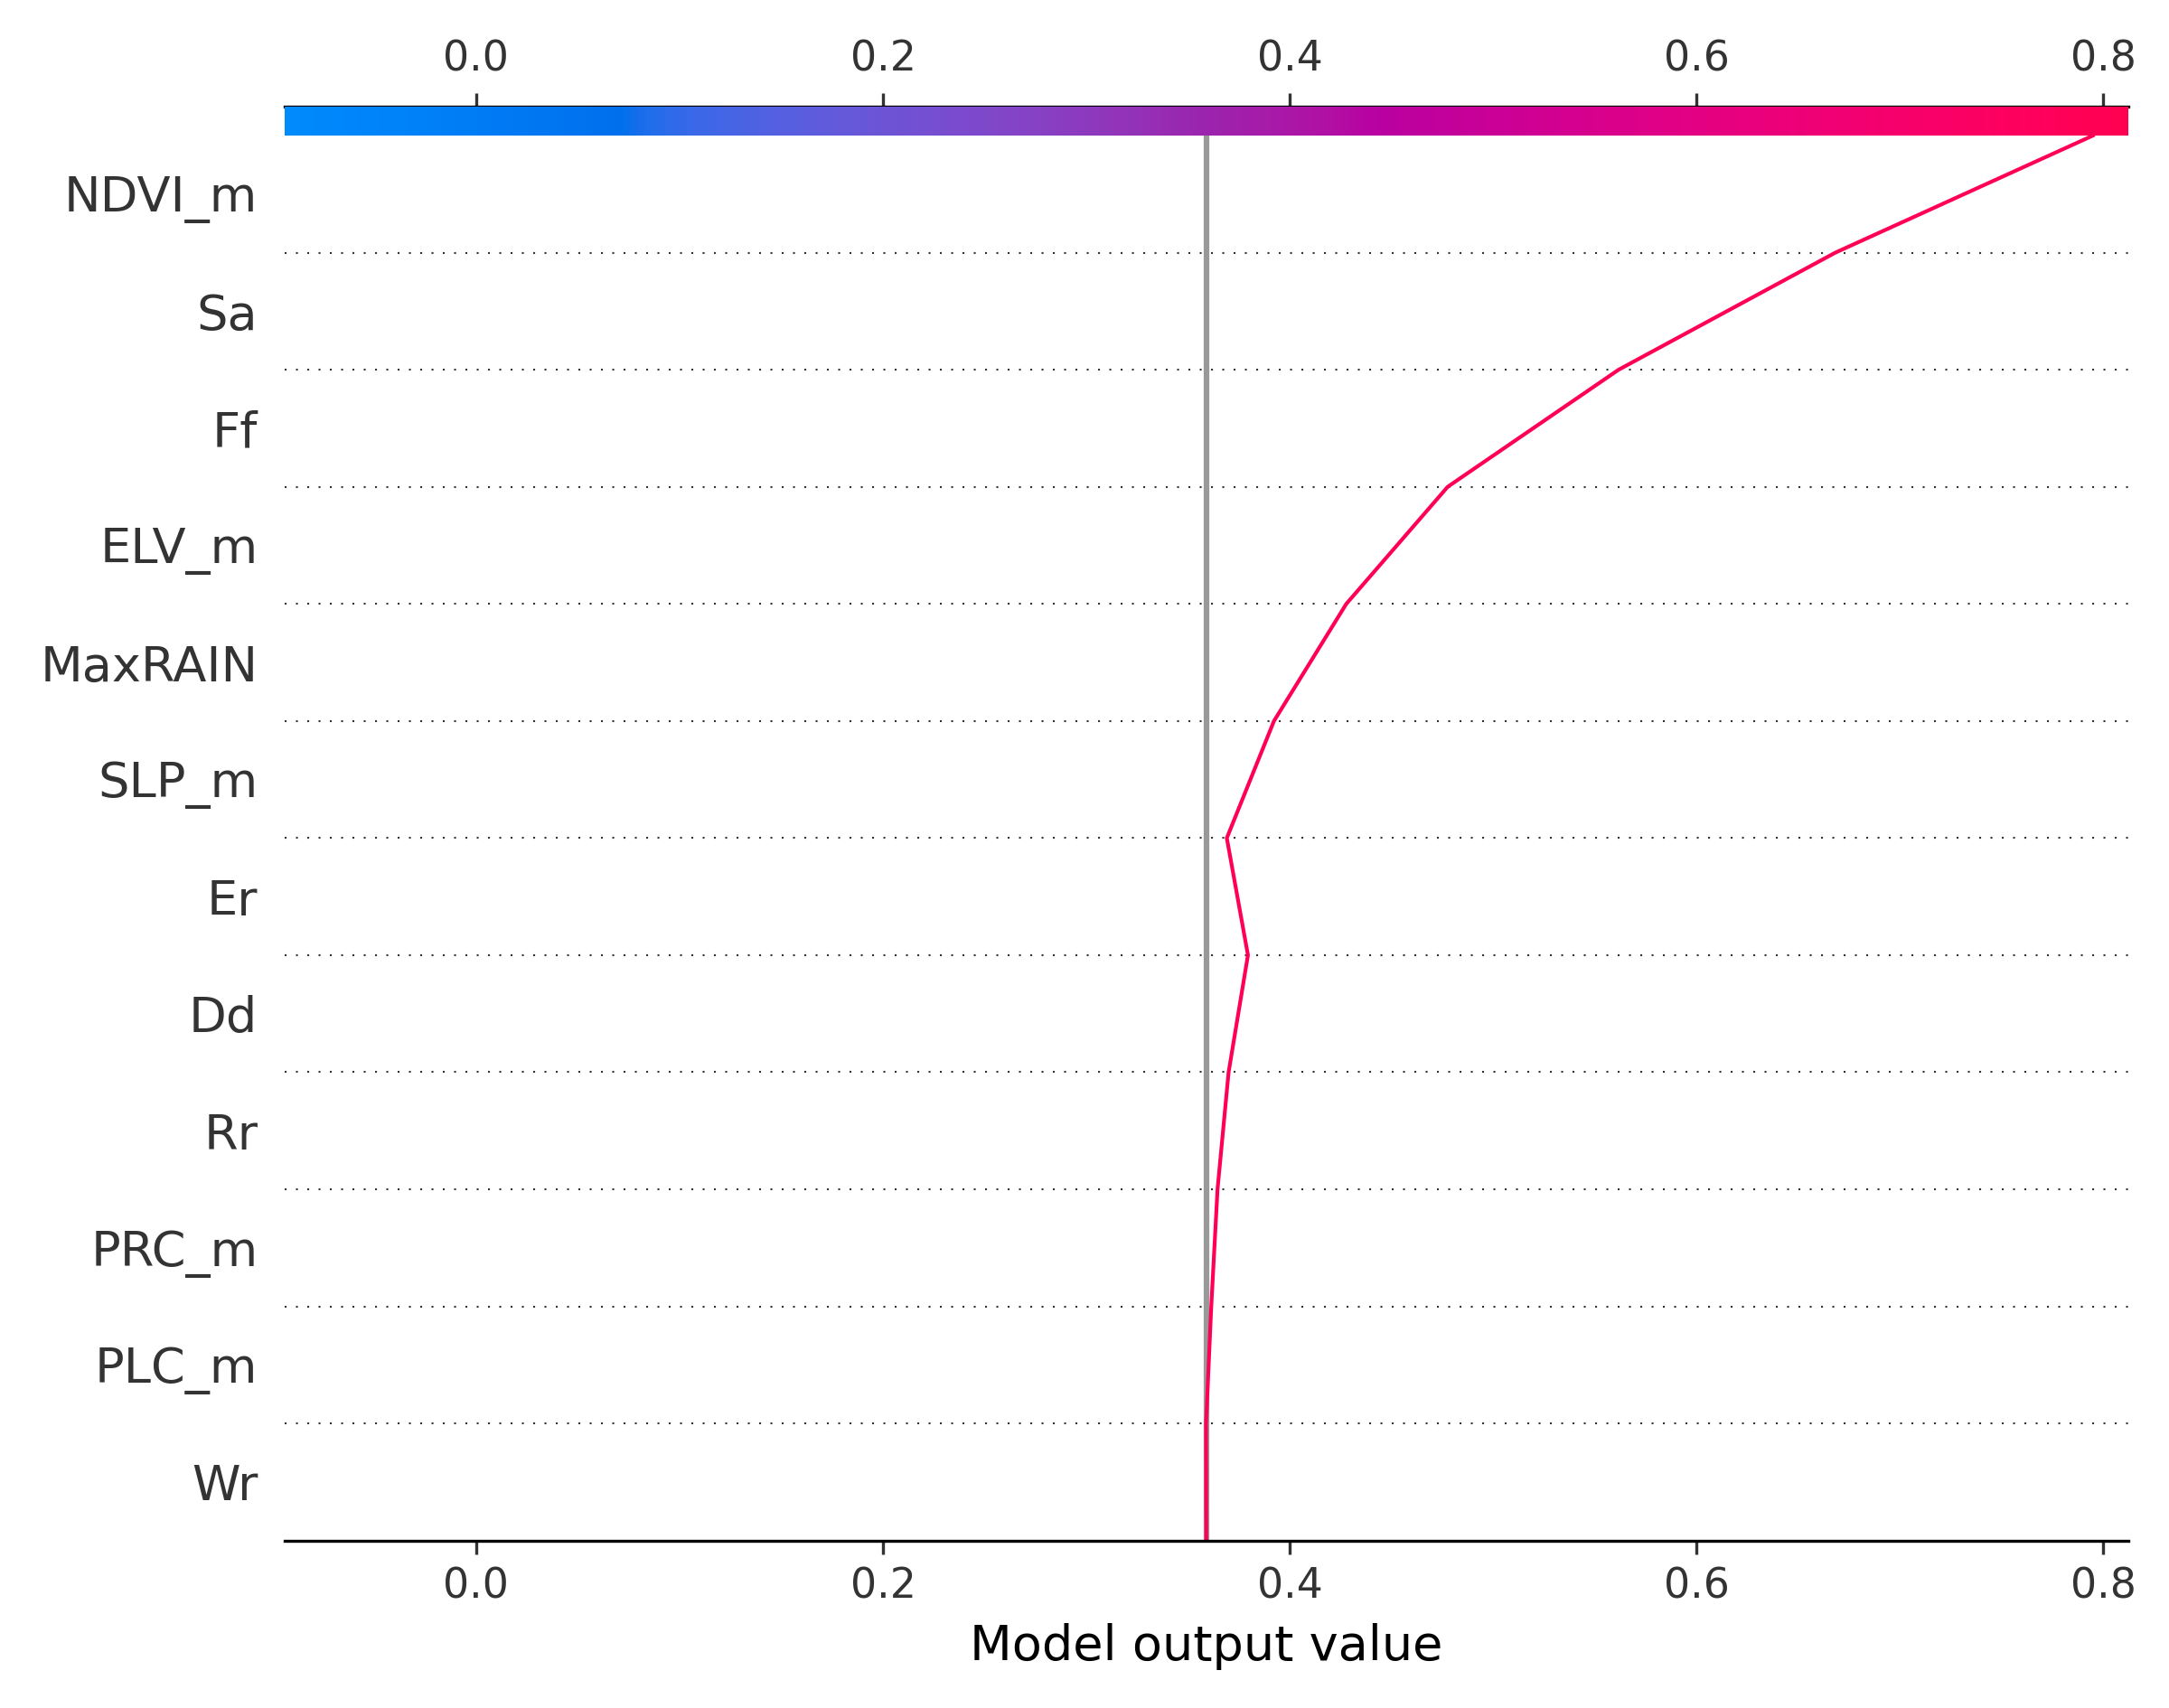 0.0 0.2 0.4 0.6 0.8
NDVI_m
Sa
Ff
ELV_m
MaxRAIN
SLP_m
Er
Dd
Rr
PRC_m
PLC_m
Wr
0.0 0.2 0.4 0.6 0.8
Model output value